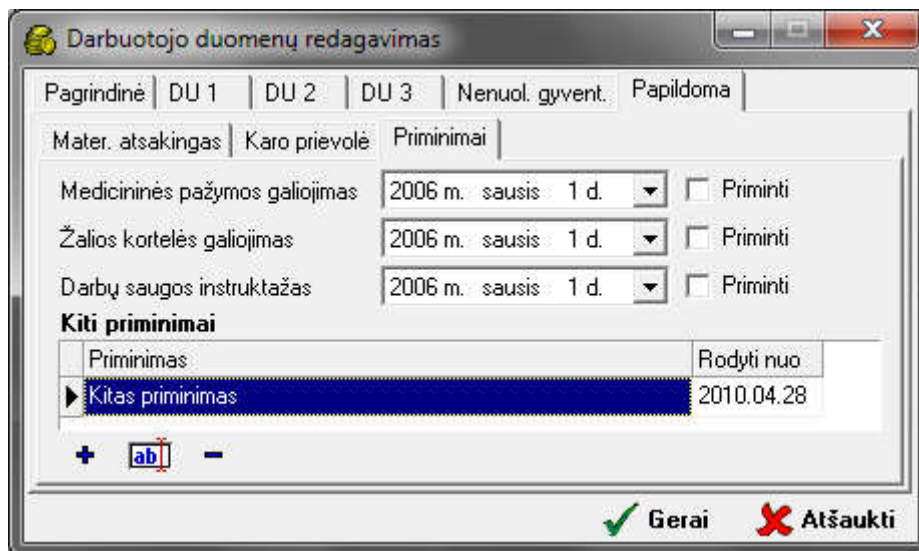 Darbuotojo duomenų redagavimas
Pagrindinė DU 1 DU 2 DU 3 Nenuol. gyvent. Papildoma
Mater. atsakingas Karo prievolė Priminimai
Medicininės pažymos galiojimas 2006 m. sausis 1 d. Priminti
Žalios kortelės galiojimas 2006 m. sausis 1 d. Priminti
Darbų saugos instruktažas 2006 m. sausis 1 d. Priminti
Kiti priminimai
Priminimas Rodyti nuo
Kitas priminimas 2010.04.28
ab
Gerai Atšaukti